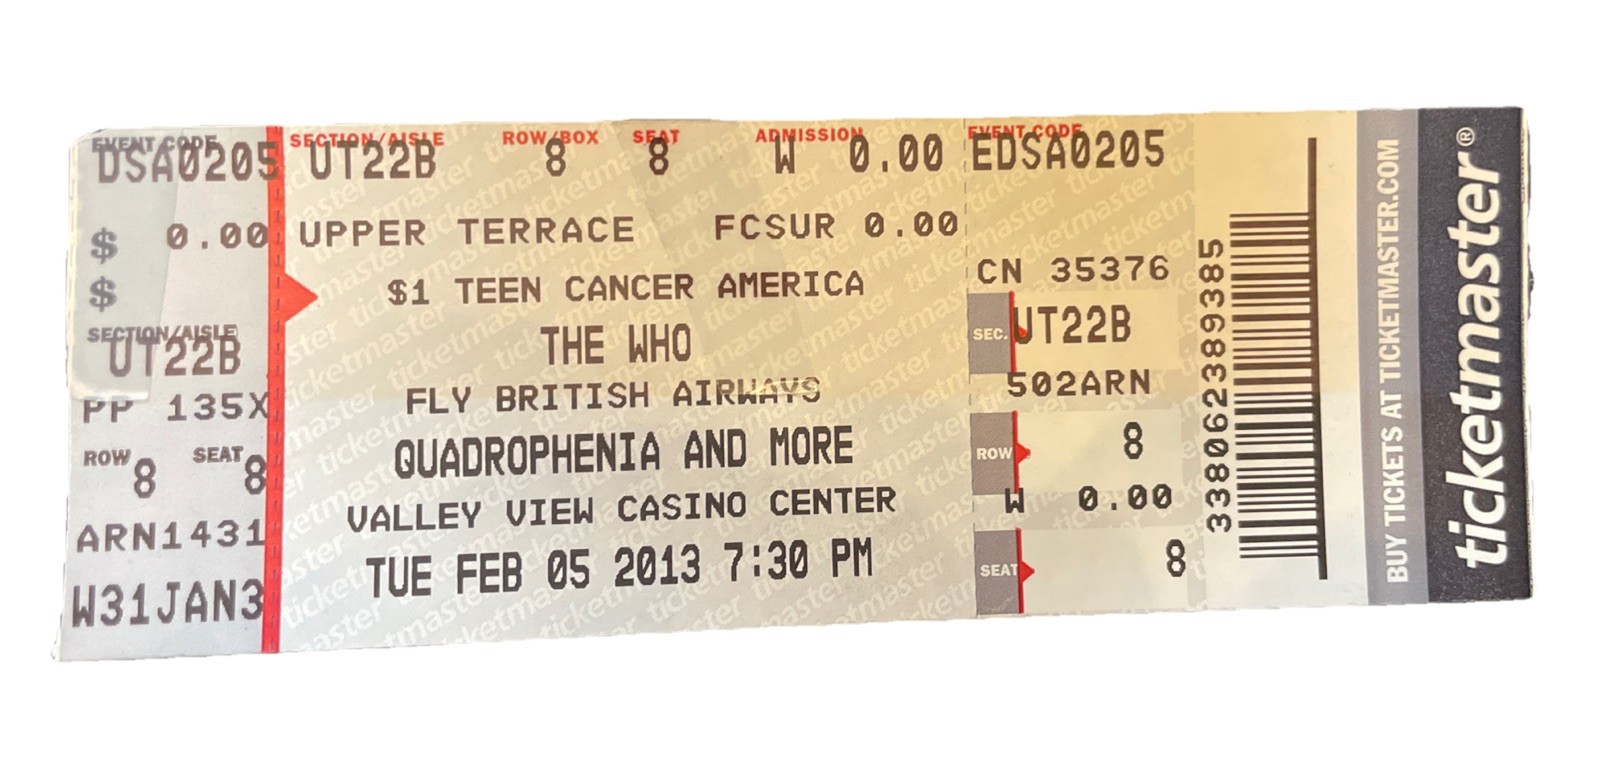 EVENT CODE
DSA0205
$ 0.00
$
SECTION/AISLE
UT22B
PP 135X
ROW 8 SEAT 8
ARN1431
W31JAN3
SECTION/AISLE ROW/BOX SEAT ADMISSION
UT22B 8 8 W 0.00
UPPER TERRACE FCSUR 0.00
$1 TEEN CANCER AMERICA
THE WHO
FLY BRITISH AIRWAYS
QUADROPHENIA AND MORE
VALLEY VIEW CASINO CENTER
TUE FEB 05 2013 7:30 PM
EVENT CODE
EDSA0205
CN 35376
SEC. UT22B
502ARN
ROW 8
W 0.00
SEAT 8
338062389385
BUY TICKETS AT TICKETMASTER.COM
ticketmaster®